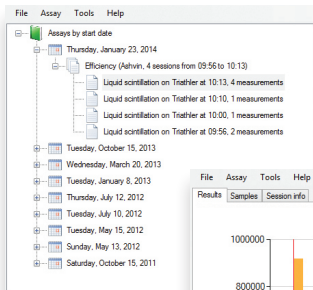 File Assay Tools Help
Assays by start date
Thursday, January 23, 2014
Efficiency (Ashvin, 4 sessions from 09:56 to 10:13)
Liquid scintillation on Triathler at 10:13, 4 measurements
Liquid scintillation on Triathler at 10:10, 1 measurements
Liquid scintillation on Triathler at 10:00, 1 measurements
Liquid scintillation on Triathler at 09:56, 2 measurements
Tuesday, October 15, 2013
Wednesday, March 20, 2013
Tuesday, January 8, 2013
Thursday, July 12, 2012
Tuesday, July 10, 2012
Tuesday, May 15, 2012
Sunday, May 13, 2012
Saturday, October 15, 2011
File Assay Tools Help
Results Samples Session info
1000000
800000